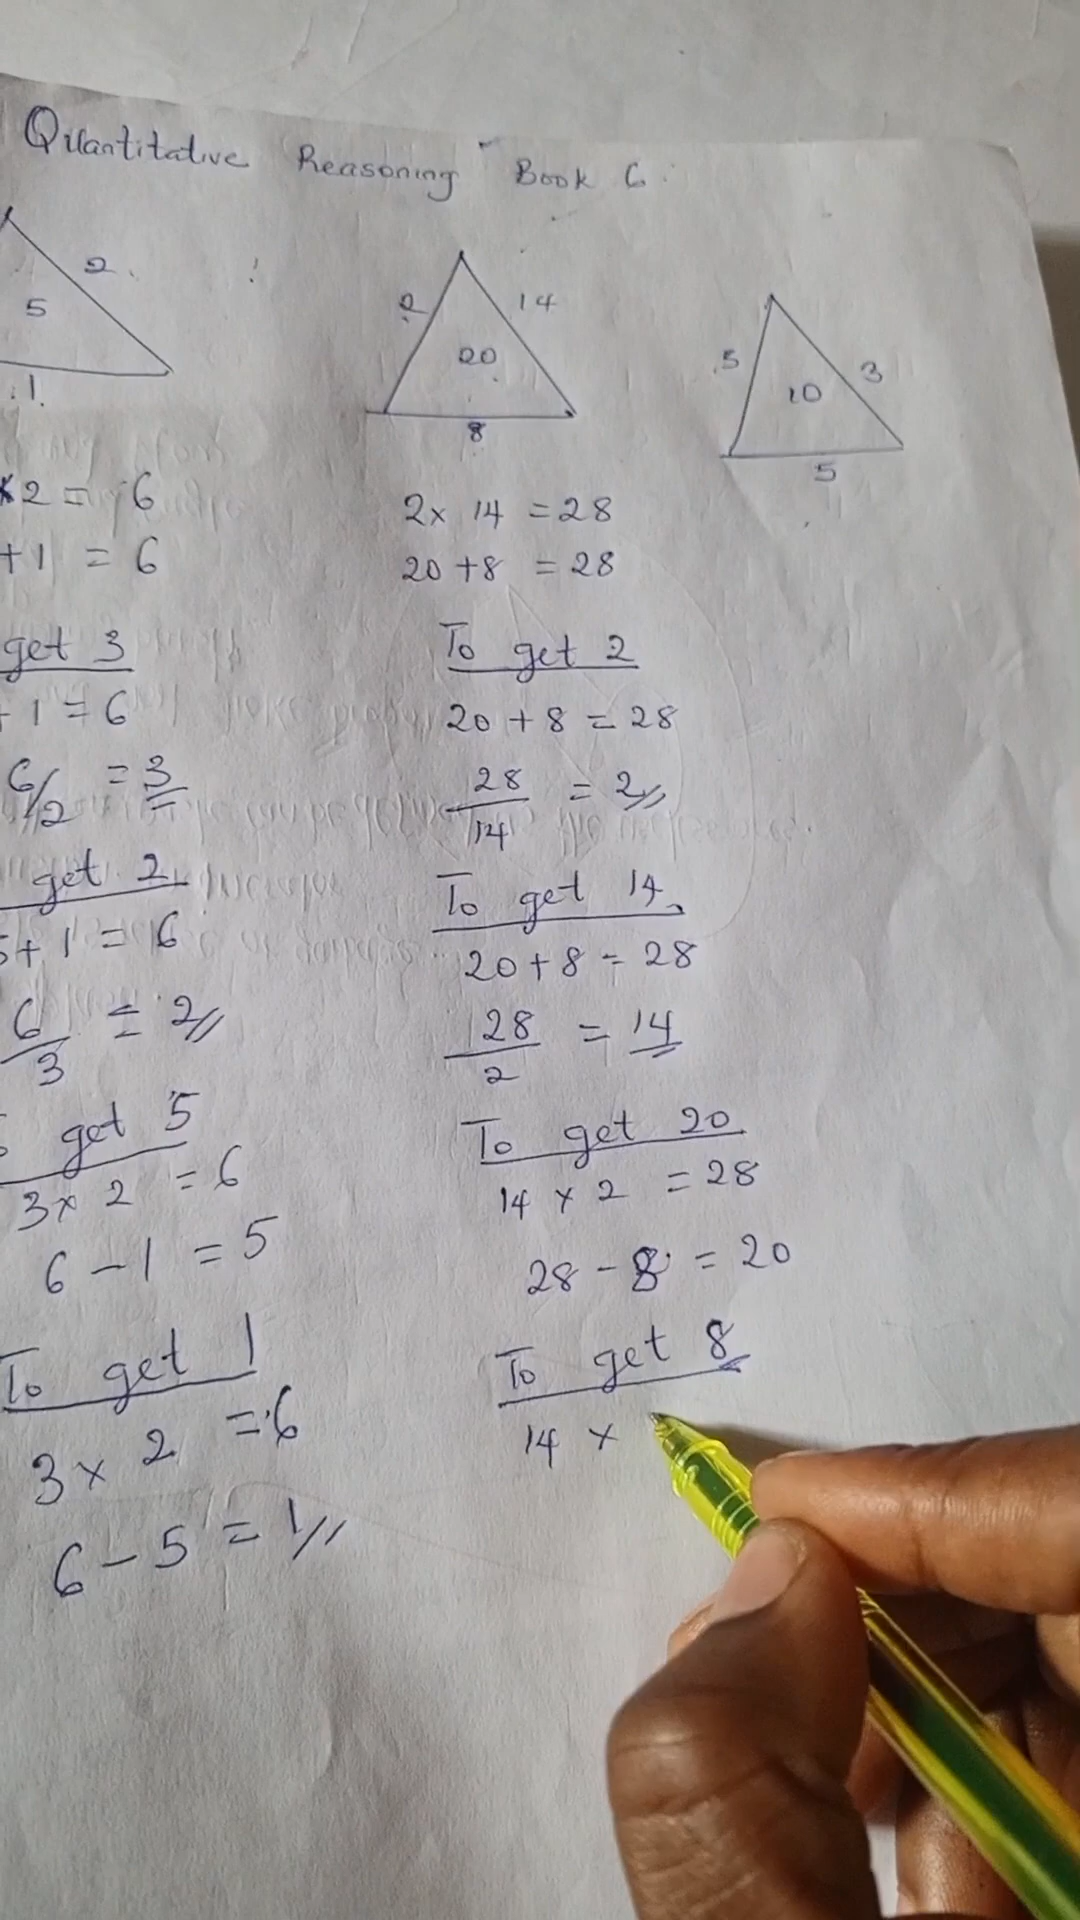 Quantitative Reasoning Book 6.
2
5
1
2
14
20
8
5
3
10
5
×2 = 6
+1 = 6
get 3
+ 1 = 6
6/2 = 3
get 2
5+ 1 = 6
6/3 = 2
get 5
3× 2 = 6
6 – 1 = 5
To get 1
3× 2 = 6
6 – 5 = 1
2× 14 = 28
20 +8 = 28
To get 2
20 + 8 = 28
28/14 = 2
To get 14
20 + 8 = 28
28/2 = 14
To get 20
14 × 2 = 28
28 – 8 = 20
To get 8
14 ×